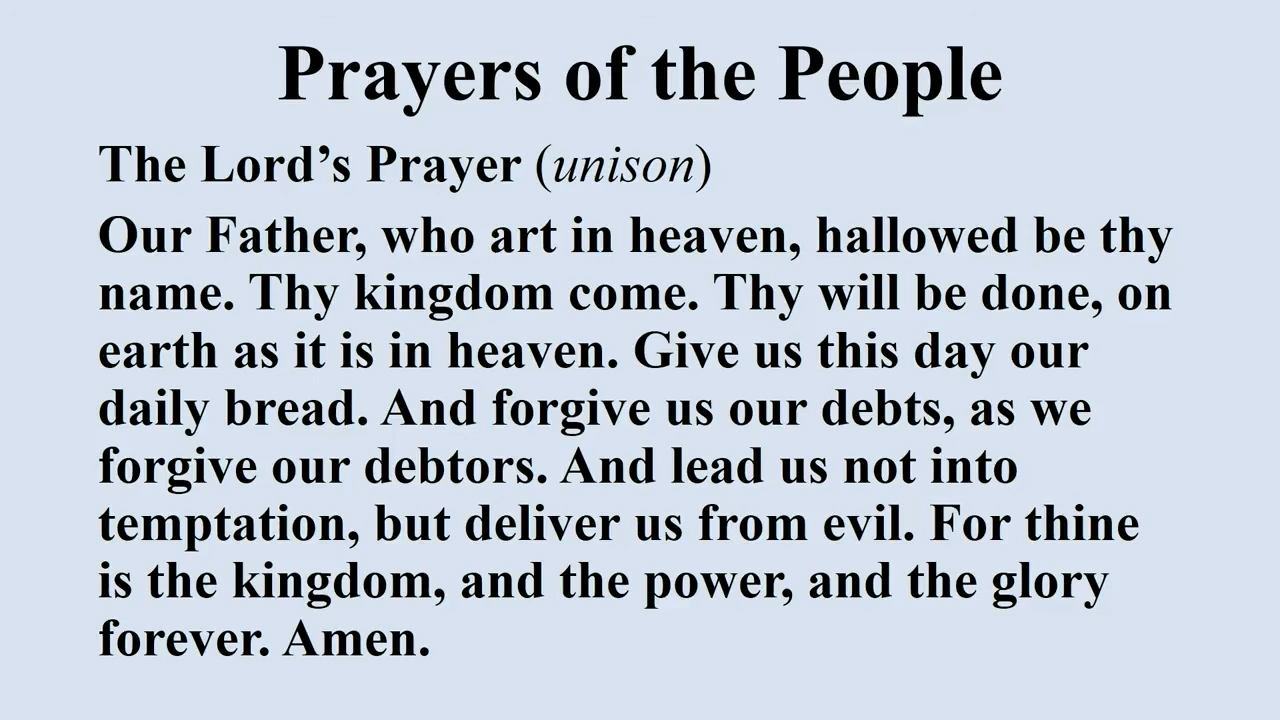 Prayers of the People
The Lord’s Prayer (unison)
Our Father, who art in heaven, hallowed be thy
name. Thy kingdom come. Thy will be done, on
earth as it is in heaven. Give us this day our
daily bread. And forgive us our debts, as we
forgive our debtors. And lead us not into
temptation, but deliver us from evil. For thine
is the kingdom, and the power, and the glory
forever. Amen.